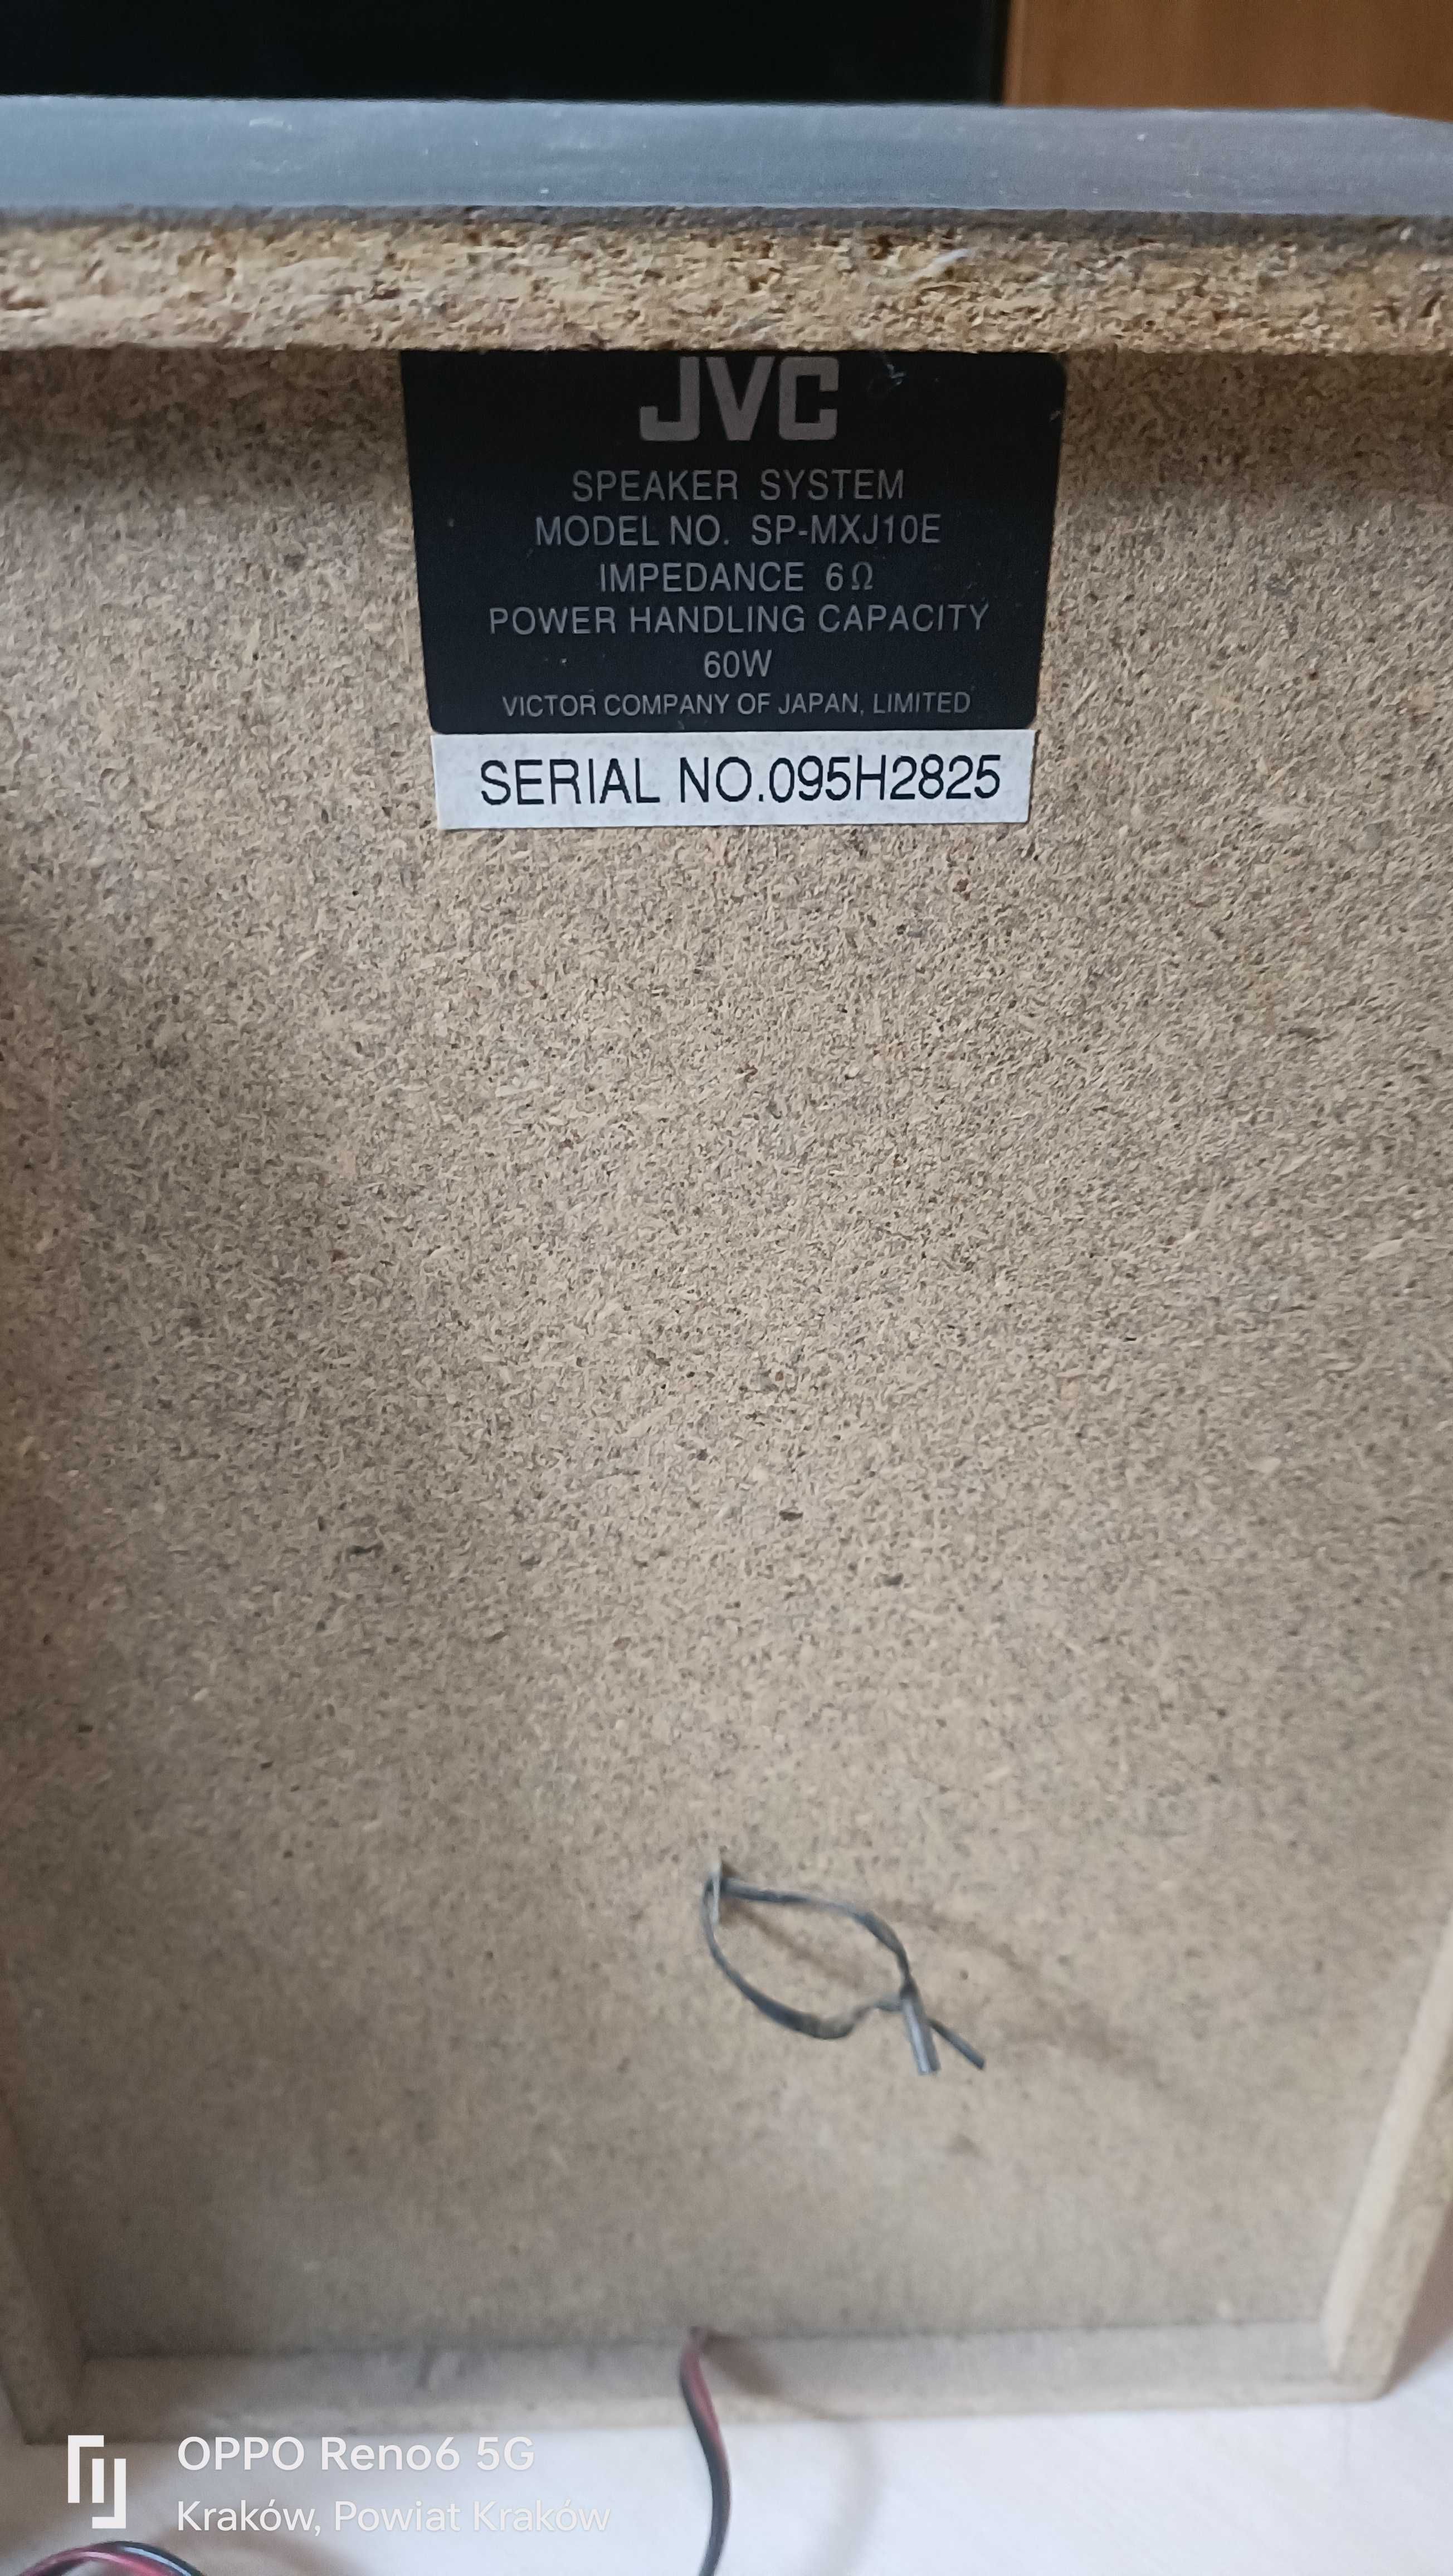 JVC
SPEAKER SYSTEM
MODEL NO. SP-MXJ10E
IMPEDANCE 6Ω
POWER HANDLING CAPACITY
60W
VICTOR COMPANY OF JAPAN, LIMITED
SERIAL NO.095H2825
OPPO Reno6 5G
Kraków, Powiat Kraków